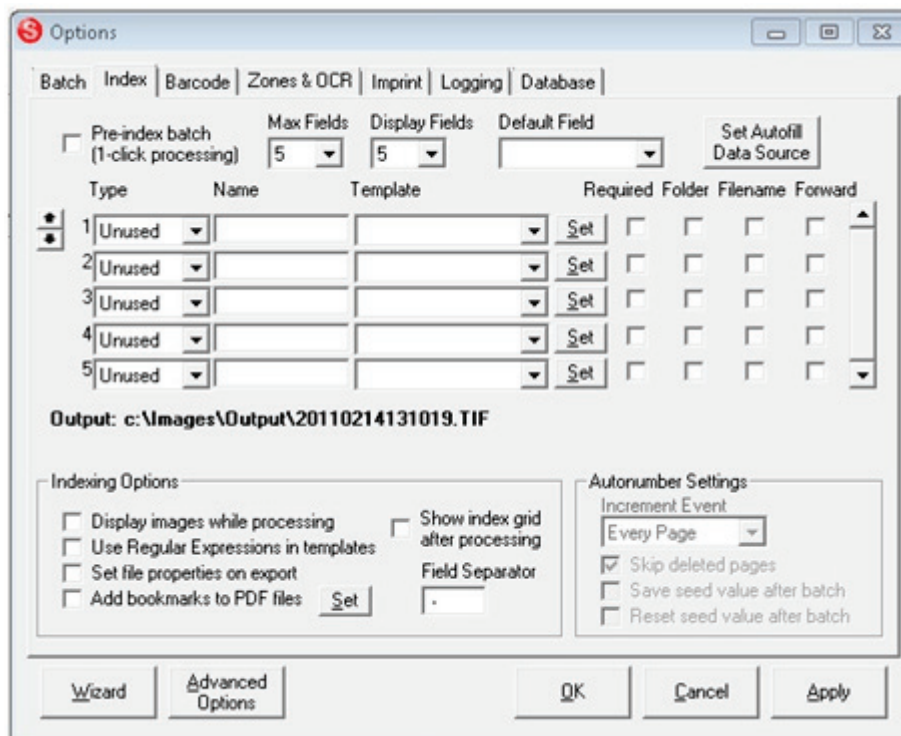 S Options
Batch Index Barcode Zones & OCR Imprint Logging Database
Pre-index batch
(1-click processing)
Max Fields
5
Display Fields
5
Default Field
Set Autofill
Data Source
Type Name Template Required Folder Filename Forward
1 Unused Set
2 Unused Set
3 Unused Set
4 Unused Set
5 Unused Set
Output: c:\Images\Output\20110214131019.TIF
Indexing Options
Display images while processing
Use Regular Expressions in templates
Set file properties on export
Add bookmarks to PDF files Set
Show index grid
after processing
Field Separator
-
Autonumber Settings
Increment Event
Every Page
Skip deleted pages
Save seed value after batch
Reset seed value after batch
Wizard
Advanced
Options
OK
Cancel
Apply